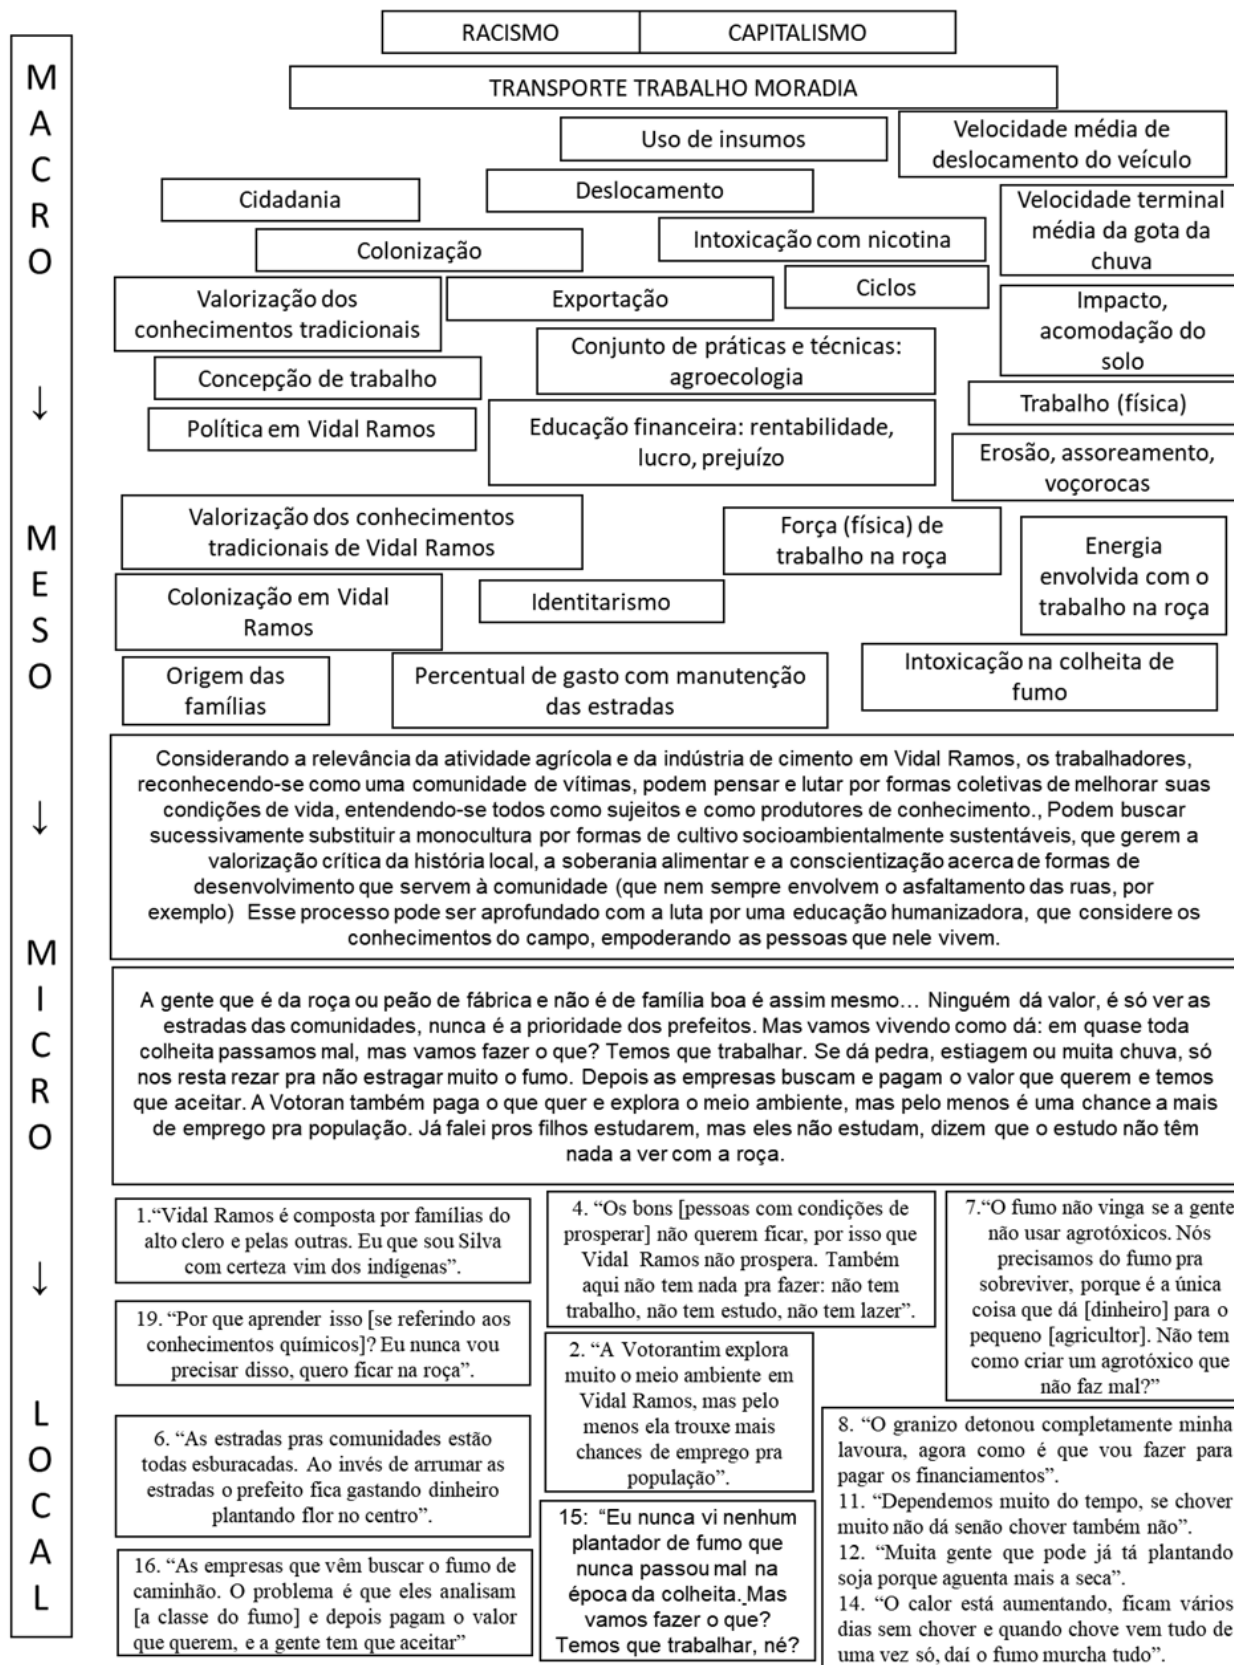 M
A
C
R
O
↓
M
E
S
O
↓
M
I
C
R
O
↓
L
O
C
A
L
RACISMO
CAPITALISMO
TRANSPORTE TRABALHO MORADIA
Uso de insumos
Velocidade média de
deslocamento do veículo
Cidadania
Deslocamento
Velocidade terminal
média da gota da
chuva
Colonização
Intoxicação com nicotina
Valorização dos
conhecimentos tradicionais
Exportação
Ciclos
Impacto,
acomodação do
solo
Concepção de trabalho
Conjunto de práticas e técnicas:
agroecologia
Trabalho (física)
Política em Vidal Ramos
Educação financeira: rentabilidade,
lucro, prejuízo
Erosão, assoreamento,
voçorocas
Valorização dos conhecimentos
tradicionais de Vidal Ramos
Força (física) de
trabalho na roça
Energia
envolvida com o
trabalho na roça
Colonização em Vidal
Ramos
Identitarismo
Origem das
famílias
Percentual de gasto com manutenção
das estradas
Intoxicação na colheita de
fumo
Considerando a relevância da atividade agrícola e da indústria de cimento em Vidal Ramos, os trabalhadores,
reconhecendo-se como uma comunidade de vítimas, podem pensar e lutar por formas coletivas de melhorar suas
condições de vida, entendendo-se todos como sujeitos e como produtores de conhecimento., Podem buscar
sucessivamente substituir a monocultura por formas de cultivo socioambientalmente sustentáveis, que gerem a
valorização crítica da história local, a soberania alimentar e a conscientização acerca de formas de
desenvolvimento que servem à comunidade (que nem sempre envolvem o asfaltamento das ruas, por
exemplo) Esse processo pode ser aprofundado com a luta por uma educação humanizadora, que considere os
conhecimentos do campo, empoderando as pessoas que nele vivem.
A gente que é da roça ou peão de fábrica e não é de família boa é assim mesmo… Ninguém dá valor, é só ver as
estradas das comunidades, nunca é a prioridade dos prefeitos. Mas vamos vivendo como dá: em quase toda
colheita passamos mal, mas vamos fazer o que? Temos que trabalhar. Se dá pedra, estiagem ou muita chuva, só
nos resta rezar pra não estragar muito o fumo. Depois as empresas buscam e pagam o valor que querem e temos
que aceitar. A Votoran também paga o que quer e explora o meio ambiente, mas pelo menos é uma chance a mais
de emprego pra população. Já falei pros filhos estudarem, mas eles não estudam, dizem que o estudo não têm
nada a ver com a roça.
1.“Vidal Ramos é composta por famílias do
alto clero e pelas outras. Eu que sou Silva
com certeza vim dos indígenas”.
19. “Por que aprender isso [se referindo aos
conhecimentos químicos]? Eu nunca vou
precisar disso, quero ficar na roça”.
6. “As estradas pras comunidades estão
todas esburacadas. Ao invés de arrumar as
estradas o prefeito fica gastando dinheiro
plantando flor no centro”.
16. “As empresas que vêm buscar o fumo de
caminhão. O problema é que eles analisam
[a classe do fumo] e depois pagam o valor
que querem, e a gente tem que aceitar”
4. “Os bons [pessoas com condições de
prosperar] não querem ficar, por isso que
Vidal Ramos não prospera. Também
aqui não tem nada pra fazer: não tem
trabalho, não tem estudo, não tem lazer”.
2. “A Votorantim explora
muito o meio ambiente em
Vidal Ramos, mas pelo
menos ela trouxe mais
chances de emprego pra
população”.
15: “Eu nunca vi nenhum
plantador de fumo que
nunca passou mal na
época da colheita. Mas
vamos fazer o que?
Temos que trabalhar, né?
7.“O fumo não vinga se a gente
não usar agrotóxicos. Nós
precisamos do fumo pra
sobreviver, porque é a única
coisa que dá [dinheiro] para o
pequeno [agricultor]. Não tem
como criar um agrotóxico que
não faz mal?”
8. “O granizo detonou completamente minha
lavoura, agora como é que vou fazer para
pagar os financiamentos”.
11. “Dependemos muito do tempo, se chover
muito não dá senão chover também não”.
12. “Muita gente que pode já tá plantando
soja porque aguenta mais a seca”.
14. “O calor está aumentando, ficam vários
dias sem chover e quando chove vem tudo de
uma vez só, daí o fumo murcha tudo”.